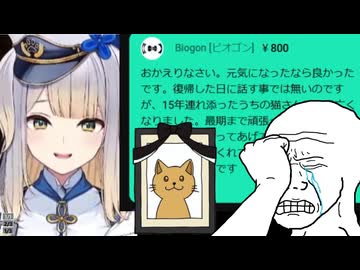 Biogon [ビオゴン] ¥800
おかえりなさい。元気になったなら良かった
です。復帰した日に話す事では無いのです
が、15年連れ添ったうちの猫さん
なりました。最期まで頑張
ってあげ
くれて
です